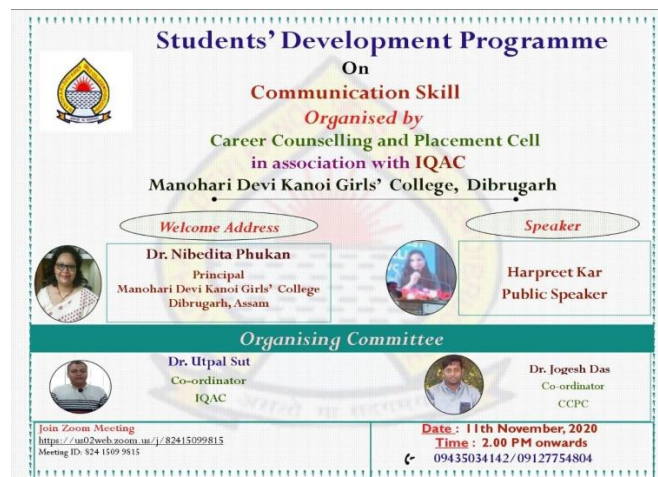 Students' Development Programme
On
Communication Skill
Organised by
Career Counselling and Placement Cell
in association with IQAC
Manohari Devi Kanoi Girls' College, Dibrugarh
Welcome Address
Dr. Nibedita Phukan
Principal
Manohari Devi Kanoi Girls' College
Dibrugarh, Assam
Speaker
Harpreet Kar
Public Speaker
Organising Committee
Dr. Utpal Sut
Co-ordinator
IQAC
Dr. Jogesh Das
Co-ordinator
CCPC
Join Zoom Meeting
https://us02web.zoom.us/j/82415099815
Meeting ID: 824 1509 9815
Date : 11th November, 2020
Time : 2.00 PM onwards
09435034142/09127754804